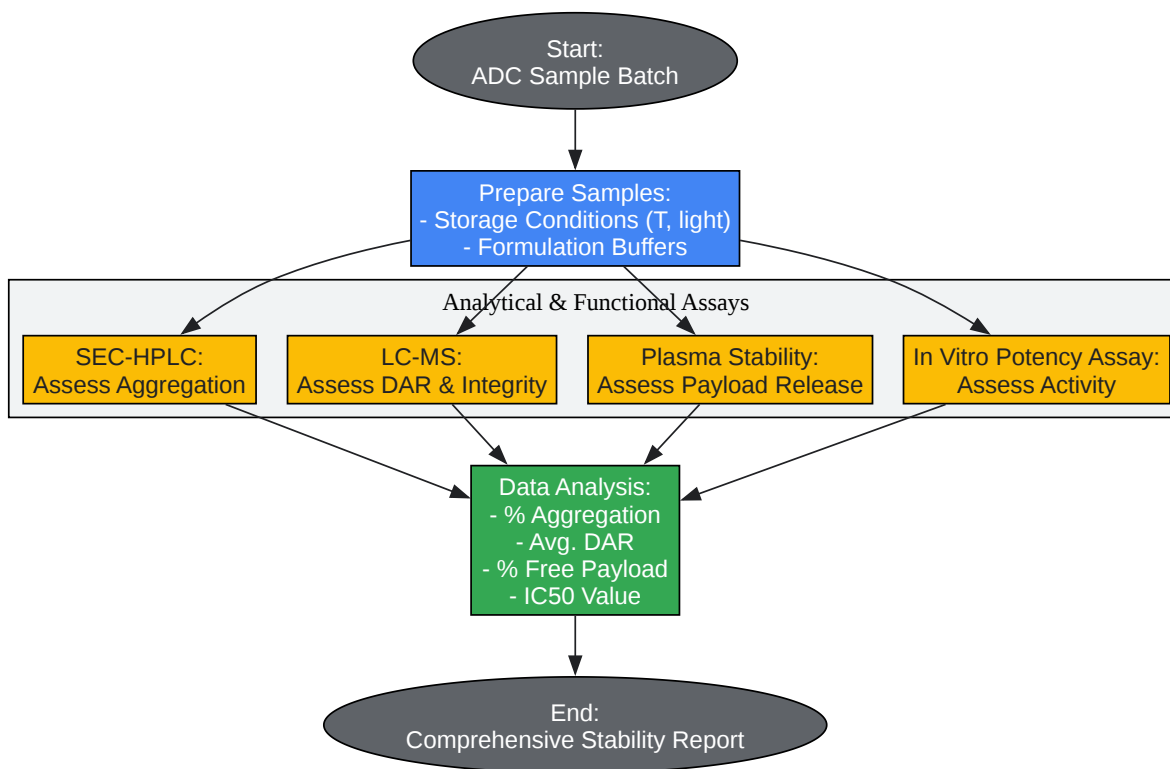 Start:
ADC Sample Batch
Prepare Samples:
- Storage Conditions (T, light)
- Formulation Buffers
Analytical & Functional Assays
SEC-HPLC:
Assess Aggregation
LC-MS:
Assess DAR & Integrity
Plasma Stability:
Assess Payload Release
In Vitro Potency Assay:
Assess Activity
Data Analysis:
- % Aggregation
- Avg. DAR
- % Free Payload
- IC50 Value
End:
Comprehensive Stability Report